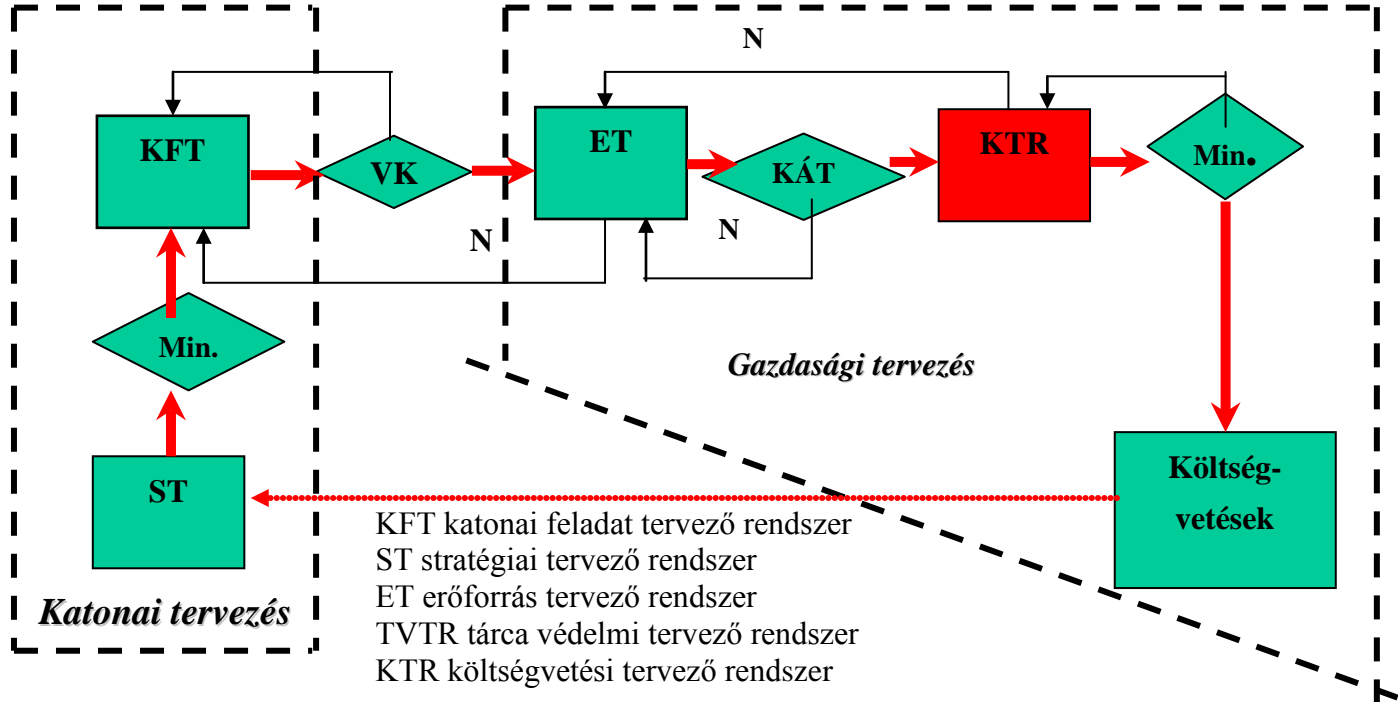 N
KFT
VK
ET
KÁT
KTR
Min.
N
N
Min.
Gazdasági tervezés
ST
Költség-
vetések
KFT katonai feladat tervező rendszer
ST stratégiai tervező rendszer
ET erőforrás tervező rendszer
TVTR tárca védelmi tervező rendszer
KTR költségvetési tervező rendszer
Katonai tervezés